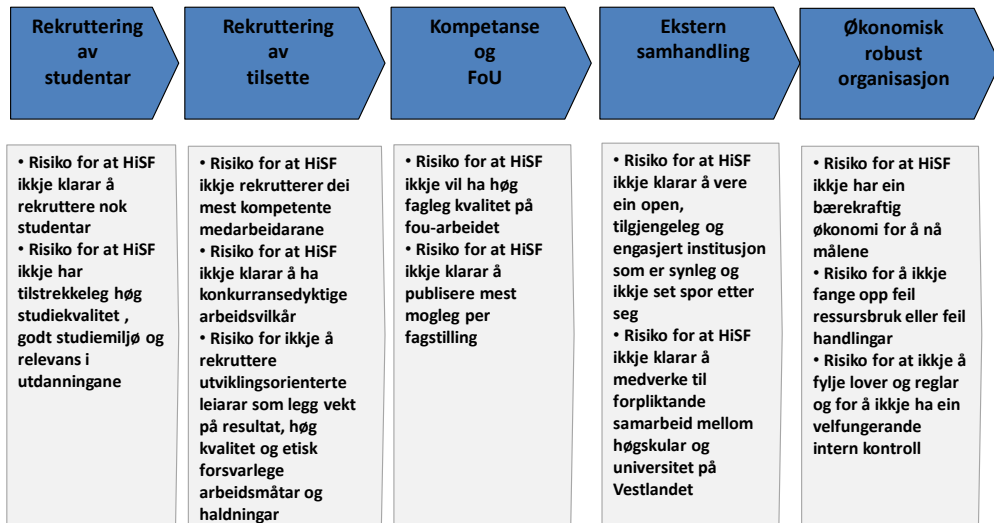 Rekruttering
av
studentar
Rekruttering
av
tilsette
Kompetanse
og
FoU
Ekstern
samhandling
Økonomisk
robust
organisasjon
• Risiko for at HiSF
ikkje klarar å
rekruttere nok
studentar
• Risiko for at HiSF
ikkje har
tilstrekkeleg høg
studiekvalitet ,
godt studiemiljø og
relevans i
utdanningane
• Risiko for at HiSF
ikkje rekrutterer dei
mest kompetente
medarbeidarane
• Risiko for at HiSF
ikkje klarar å ha
konkurransedyktige
arbeidsvilkår
• Risiko for ikkje å
rekruttere
utviklingsorienterte
leiarar som legg vekt
på resultat, høg
kvalitet og etisk
forsvarlege
arbeidsmåtar og
haldningar
• Risiko for at HiSF
ikkje vil ha høg
fagleg kvalitet på
fou-arbeidet
• Risiko for at HiSF
ikkje klarar å
publisere mest
mogleg per
fagstilling
• Risiko for at HiSF
ikkje klarar å vere
ein open,
tilgjengeleg og
engasjert institusjon
som er synleg og
ikkje set spor etter
seg
• Risiko for at HiSF
ikkje klarar å
medverke til
forpliktande
samarbeid mellom
høgskular og
universitet på
Vestlandet
• Risiko for at HiSF
ikkje har ein
bærekraftig
økonomi for å nå
målene
• Risiko for å ikkje
fange opp feil
ressursbruk eller feil
handlingar
• Risiko for at ikkje å
fylje lover og reglar
og for å ikkje ha ein
velfungerande
intern kontroll